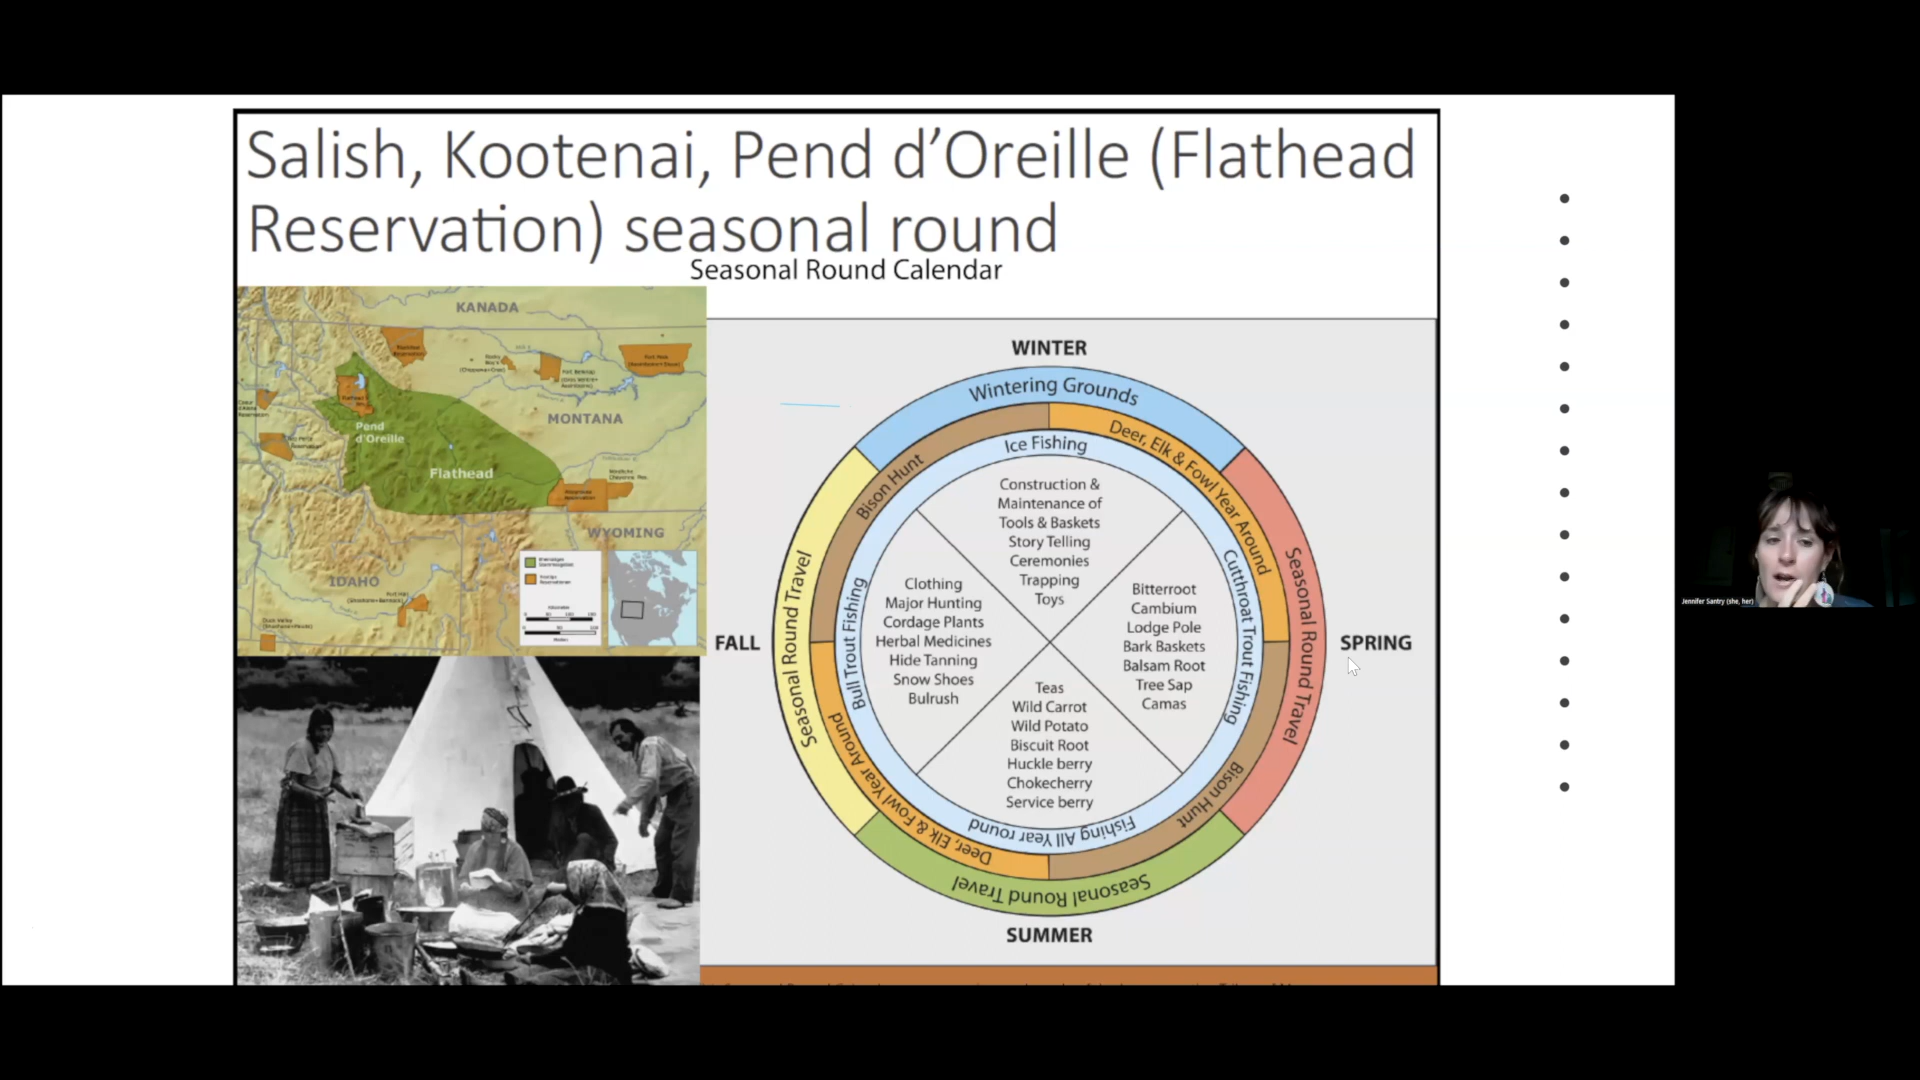 Salish, Kootenai, Pend d’Oreille (Flathead
Reservation) seasonal round
Seasonal Round Calendar
KANADA
MONTANA
Pend
d'Oreille
Flathead
WYOMING
IDAHO
WINTER
Wintering Grounds
Bison Hunt
Deer, Elk & Fowl Year Around
Ice Fishing
Construction &
Maintenance of
Tools & Baskets
Story Telling
Ceremonies
Trapping
Toys
FALL
Seasonal Round Travel
Bull Trout Fishing
Clothing
Major Hunting
Cordage Plants
Herbal Medicines
Hide Tanning
Snow Shoes
Bulrush
Bitterroot
Cambium
Lodge Pole
Bark Baskets
Balsam Root
Tree Sap
Camas
Cutthroat Trout Fishing
Seasonal Round Travel
SPRING
Teas
Wild Carrot
Wild Potato
Biscuit Root
Huckle berry
Chokecherry
Service berry
Fishing All Year round
Deer, Elk & Fowl Year Around
Bison Hunt
Seasonal Round Travel
SUMMER
Jennifer Santry (she, her)